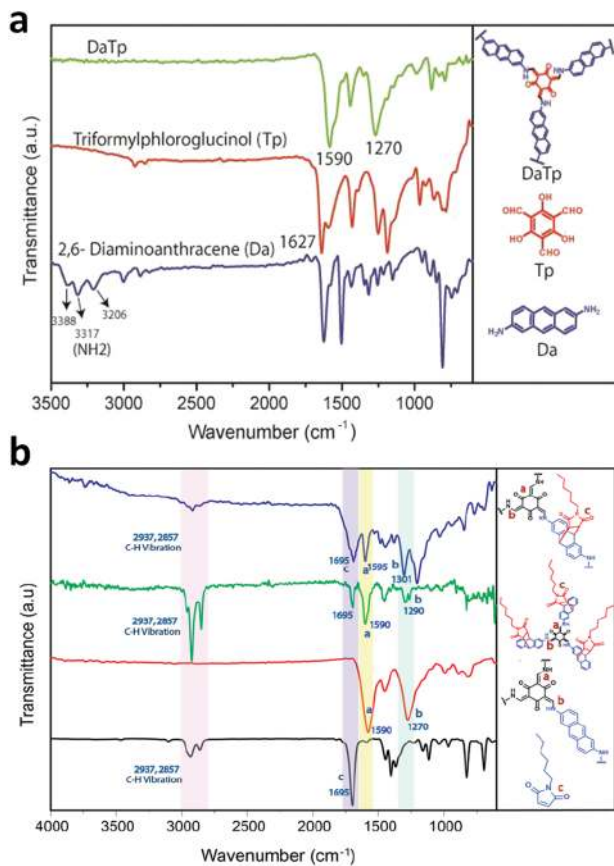 a
DaTp
1590
1270
Triformylphloroglucinol (Tp)
1627
2,6- Diaminoanthracene (Da)
3388
3317
3206
(NH2)
Transmittance (a.u.)
3500 3000 2500 2000 1500 1000
Wavenumber (cm⁻¹)
DaTp
OH
OHC CHO
HO OH
CHO
Tp
NH₂
H₂N
Da
b
2937, 2857
C-H Vibration
1695
c
a
1595
b
1301
2937, 2857
C-H Vibration
1695
1590
a
b
1290
a
1590
b
1270
2937, 2857
C-H Vibration
c
1695
Transmittance (a.u)
4000 3500 3000 2500 2000 1500 1000
Wavenumber (cm⁻¹)
a
b
c
c
a
b
a
b
c